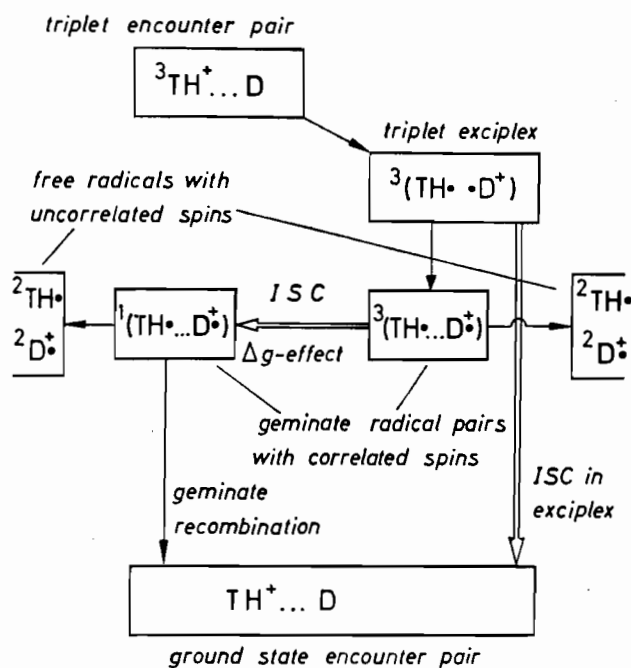 triplet encounter pair
³TH⁺... D
triplet exciplex
³(TH• •D⁺)
free radicals with
uncorrelated spins
²TH•
²D•⁺
¹(TH•...D•⁺)
ISC
Δg-effect
³(TH•...D•⁺)
²TH•
²D•⁺
geminate radical pairs
with correlated spins
geminate
recombination
ISC in
exciplex
TH⁺... D
ground state encounter pair